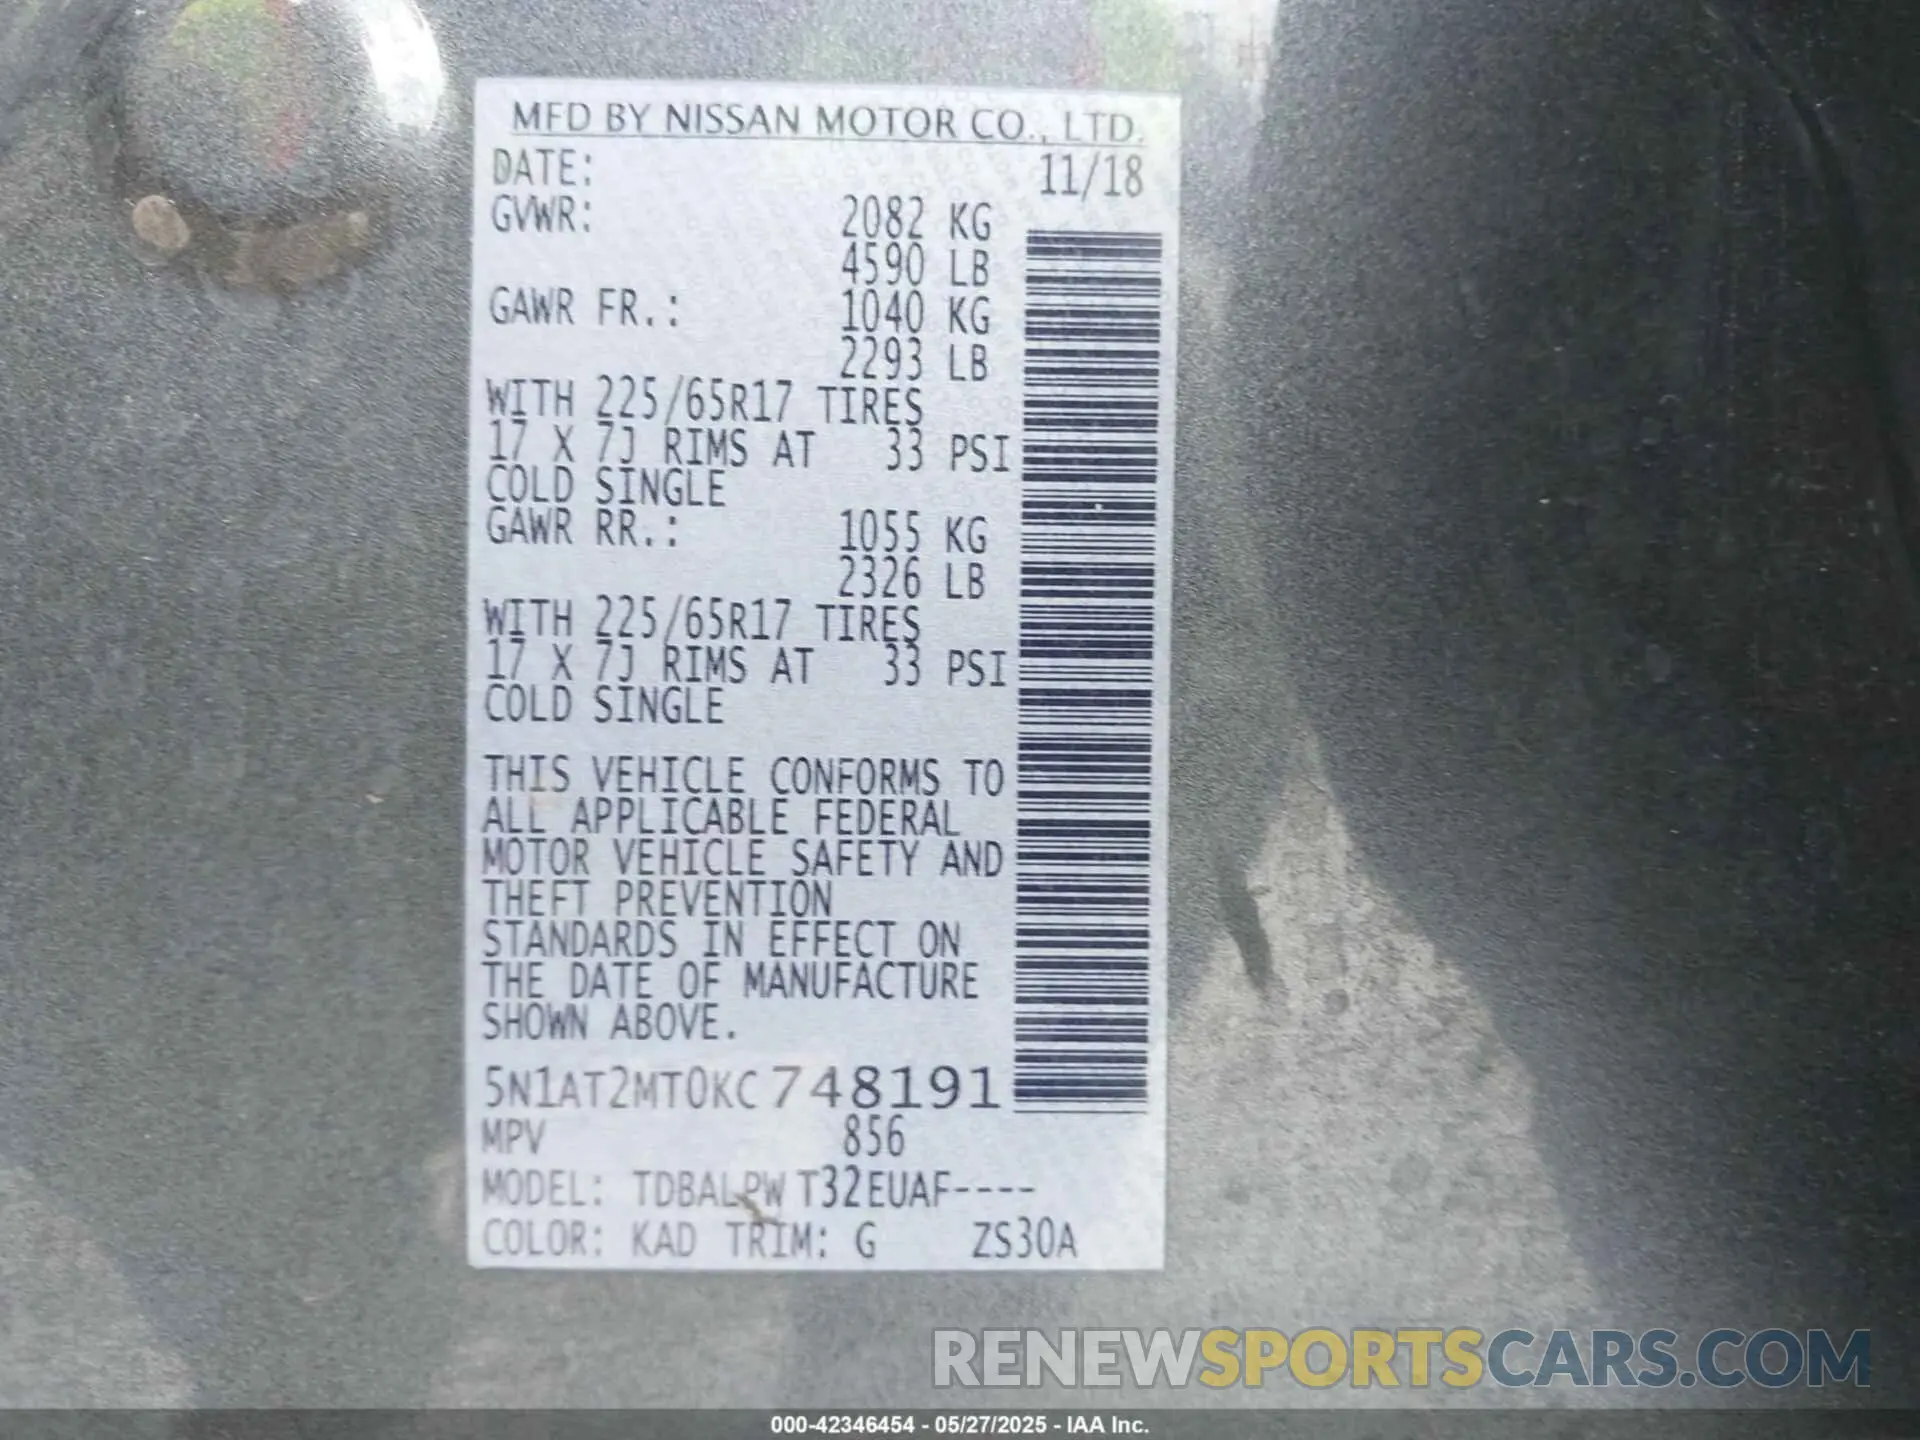 MFD BY NISSAN MOTOR CO., LTD.
DATE: 11/18
GVWR: 2082 KG
4590 LB
GAWR FR.: 1040 KG
2293 LB
WITH 225/65R17 TIRES
17 X 7J RIMS AT 33 PSI
COLD SINGLE
GAWR RR.: 1055 KG
2326 LB
WITH 225/65R17 TIRES
17 X 7J RIMS AT 33 PSI
COLD SINGLE
THIS VEHICLE CONFORMS TO
ALL APPLICABLE FEDERAL
MOTOR VEHICLE SAFETY AND
THEFT PREVENTION
STANDARDS IN EFFECT ON
THE DATE OF MANUFACTURE
SHOWN ABOVE.
5N1AT2MT0KC748191
MPV 856
MODEL: TDBALPW T32EUAF----
COLOR: KAD TRIM: G ZS30A
RENEWSPORTSCARS.COM
000-42346454 - 05/27/2025 - IAA Inc.